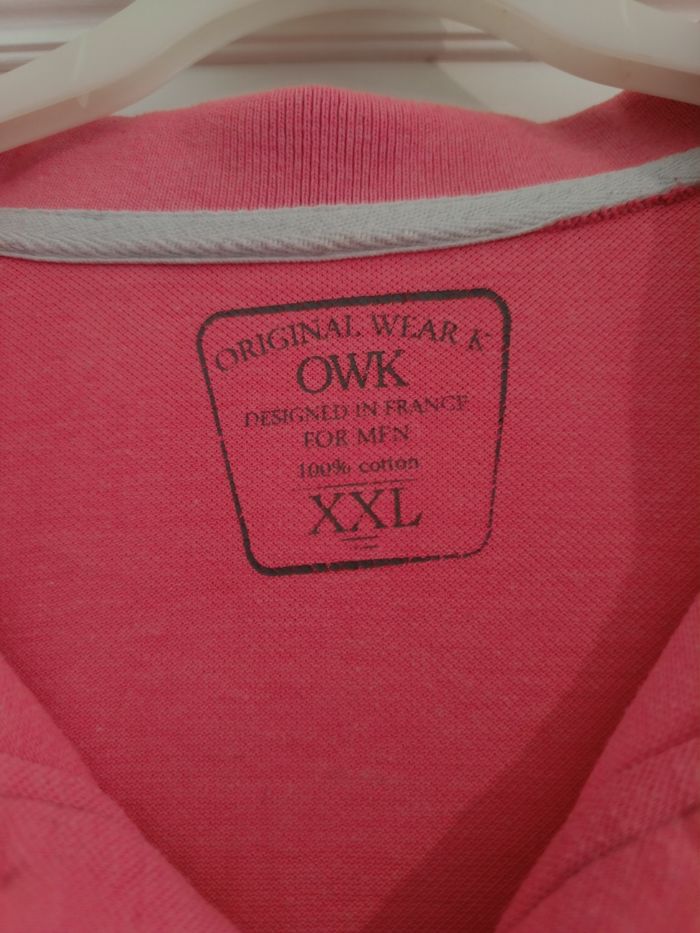 ORIGINAL WEAR K
OWK
DESIGNED IN FRANCE
FOR MEN
100% cotton
XXL